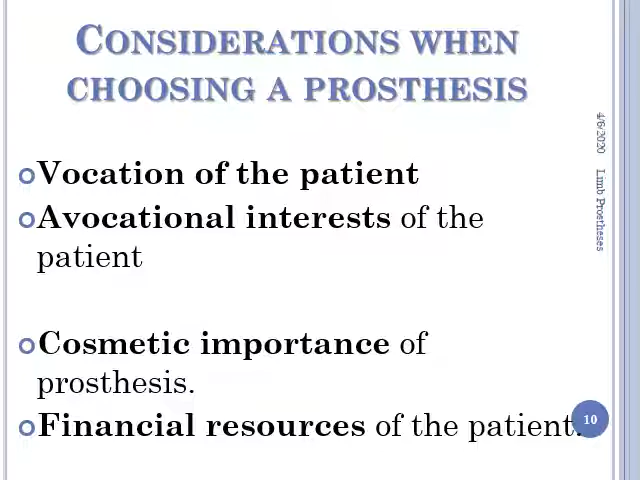 CONSIDERATIONS WHEN
CHOOSING A PROSTHESIS
Vocation of the patient
Avocational interests of the
patient
Cosmetic importance of
prosthesis.
Financial resources of the patient.
4/6/2020
Limb Prostheses
10